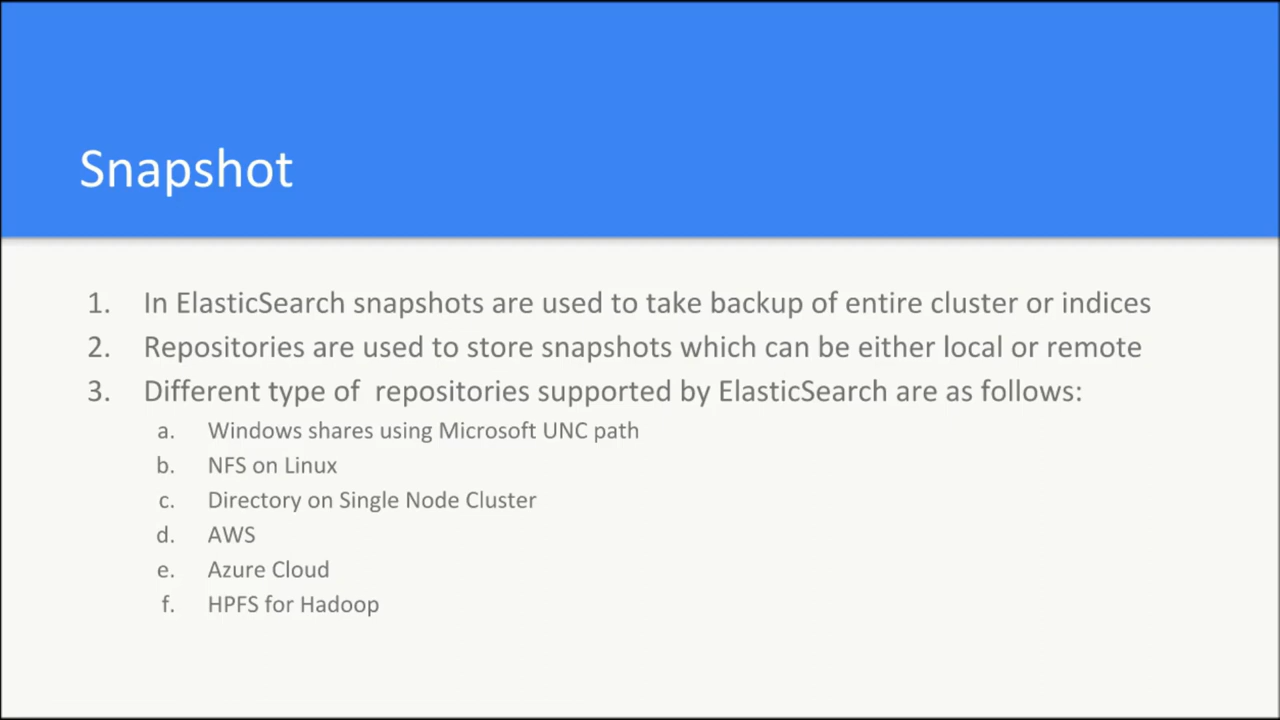 Snapshot
1. In ElasticSearch snapshots are used to take backup of entire cluster or indices
2. Repositories are used to store snapshots which can be either local or remote
3. Different type of  repositories supported by ElasticSearch are as follows:
a. Windows shares using Microsoft UNC path
b. NFS on Linux
c. Directory on Single Node Cluster
d. AWS
e. Azure Cloud
f. HPFS for Hadoop